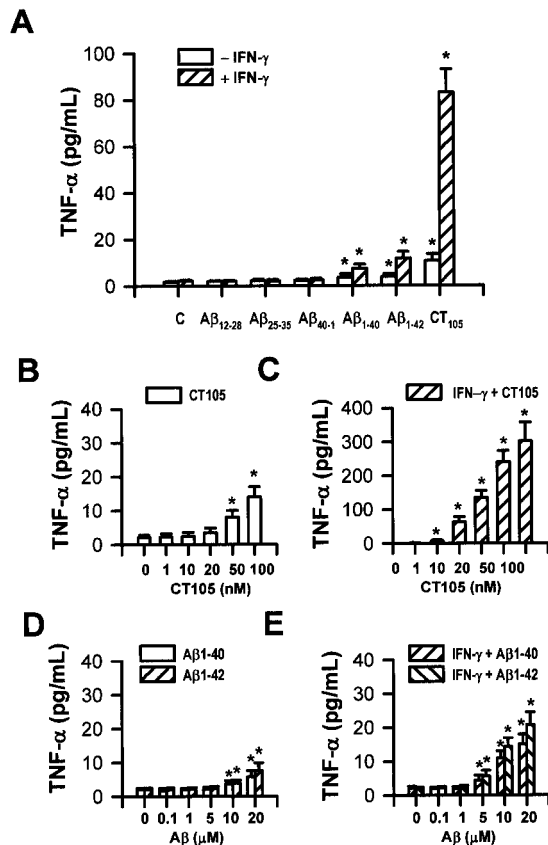 A
TNF-α (pg/mL)
100
80
60
40
20
0
– IFN-γ
+ IFN-γ
* * * * * *
C Aβ12-28 Aβ25-35 Aβ40-1 Aβ1-40 Aβ1-42 CT105
B
TNF-α (pg/mL)
40
30
20
10
0
CT105
* *
0 1 10 20 50 100
CT105 (nM)
C
TNF-α (pg/mL)
400
300
200
100
0
IFN–γ + CT105
* * * * *
0 1 10 20 50 100
CT105 (nM)
D
TNF-α (pg/mL)
40
30
20
10
0
Aβ1-40
Aβ1-42
* * * *
0 0.1 1 5 10 20
Aβ (μM)
E
TNF-α (pg/mL)
40
30
20
10
0
IFN-γ + Aβ1-40
IFN-γ + Aβ1-42
* * * * * *
0 0.1 1 5 10 20
Aβ (μM)